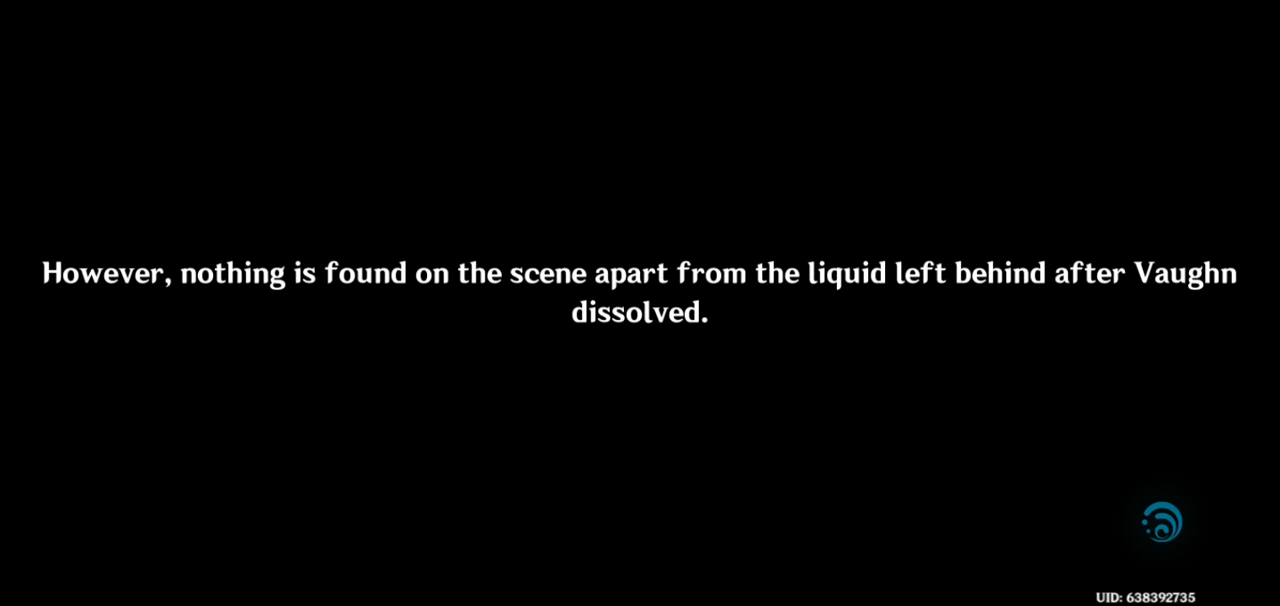 However, nothing is found on the scene apart from the liquid left behind after Vaughn
dissolved.
UID: 638392735